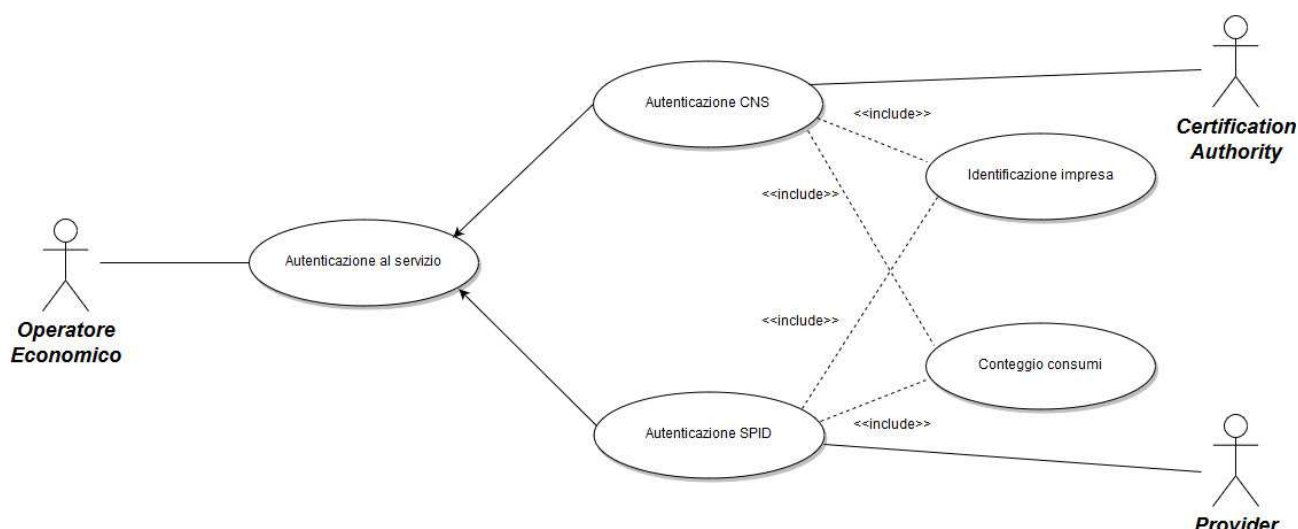 Autenticazione CNS
<<include>>
Certification
Authority
Identificazione impresa
<<include>>
Autenticazione al servizio
Operatore
Economico
<<include>>
Conteggio consumi
Autenticazione SPID
<<include>>
Provider